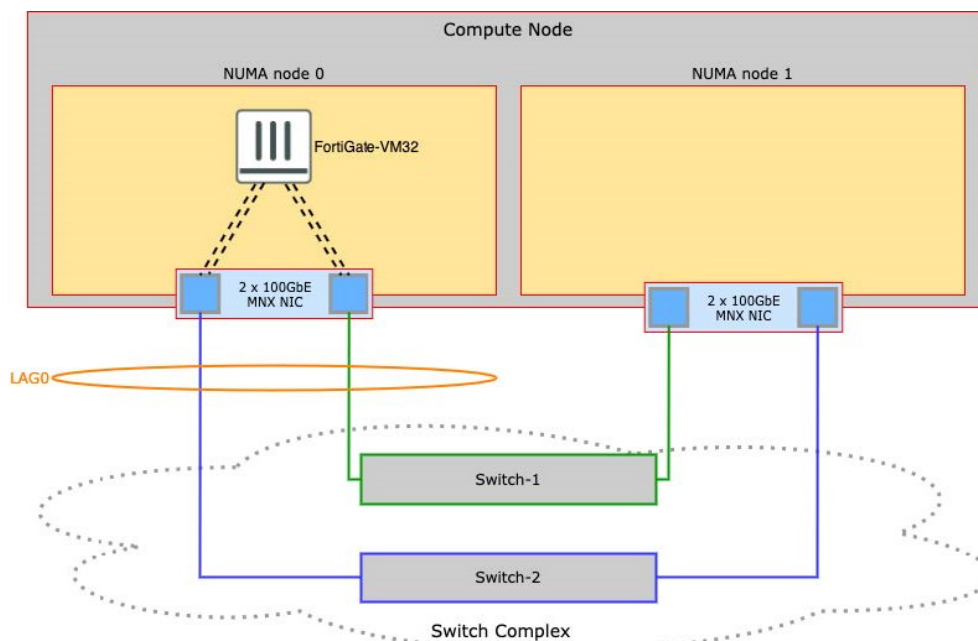 Compute Node
NUMA node 0
NUMA node 1
FortiGate-VM32
2 x 100GbE
MNX NIC
2 x 100GbE
MNX NIC
LAG0
Switch-1
Switch-2
Switch Complex